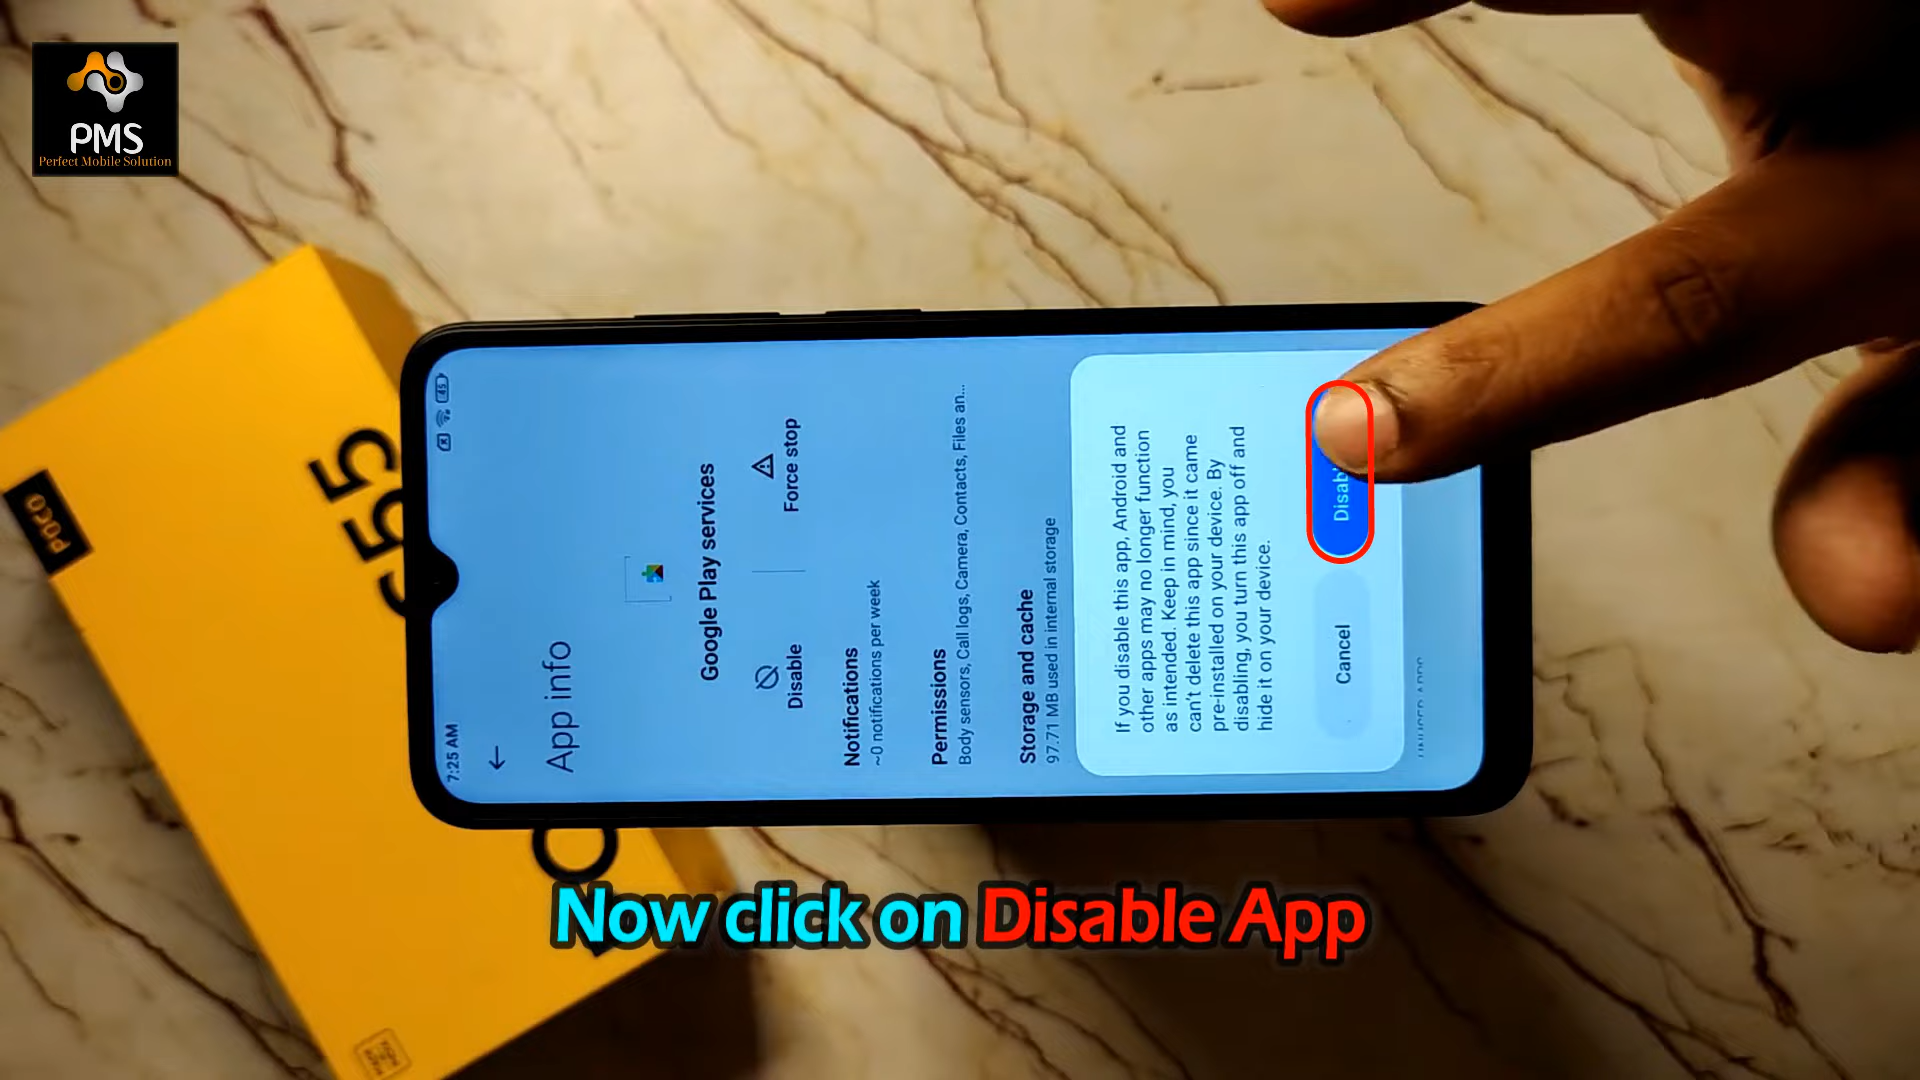 PMS
Perfect Mobile Solution
POCO
C55
7:25 AM
45
App info
Google Play services
Disable
Force stop
Notifications
~0 notifications per week
Permissions
Body sensors, Call logs, Camera, Contacts, Files an...
Storage and cache
97.71 MB used in internal storage
If you disable this app, Android and
other apps may no longer function
as intended. Keep in mind, you
can't delete this app since it came
pre-installed on your device. By
disabling, you turn this app off and
hide it on your device.
Cancel
Disab
Now click on Disable App